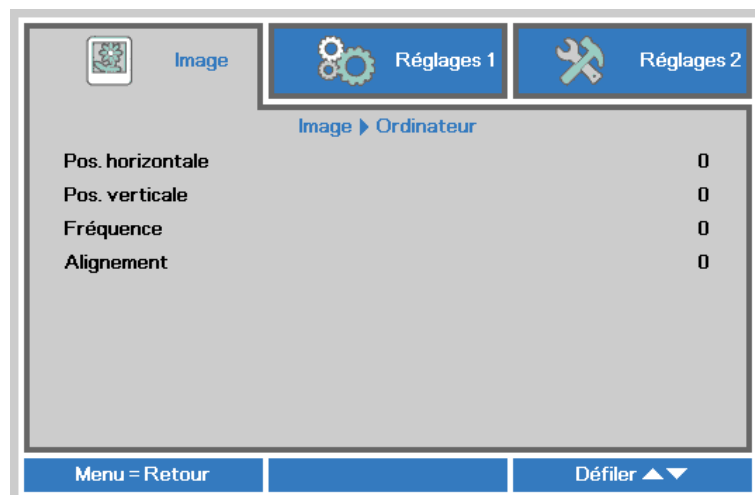 Image
Réglages 1
Réglages 2
Image ▶ Ordinateur
Pos. horizontale 0
Pos. verticale 0
Fréquence 0
Alignement 0
Menu = Retour
Défiler ▲▼